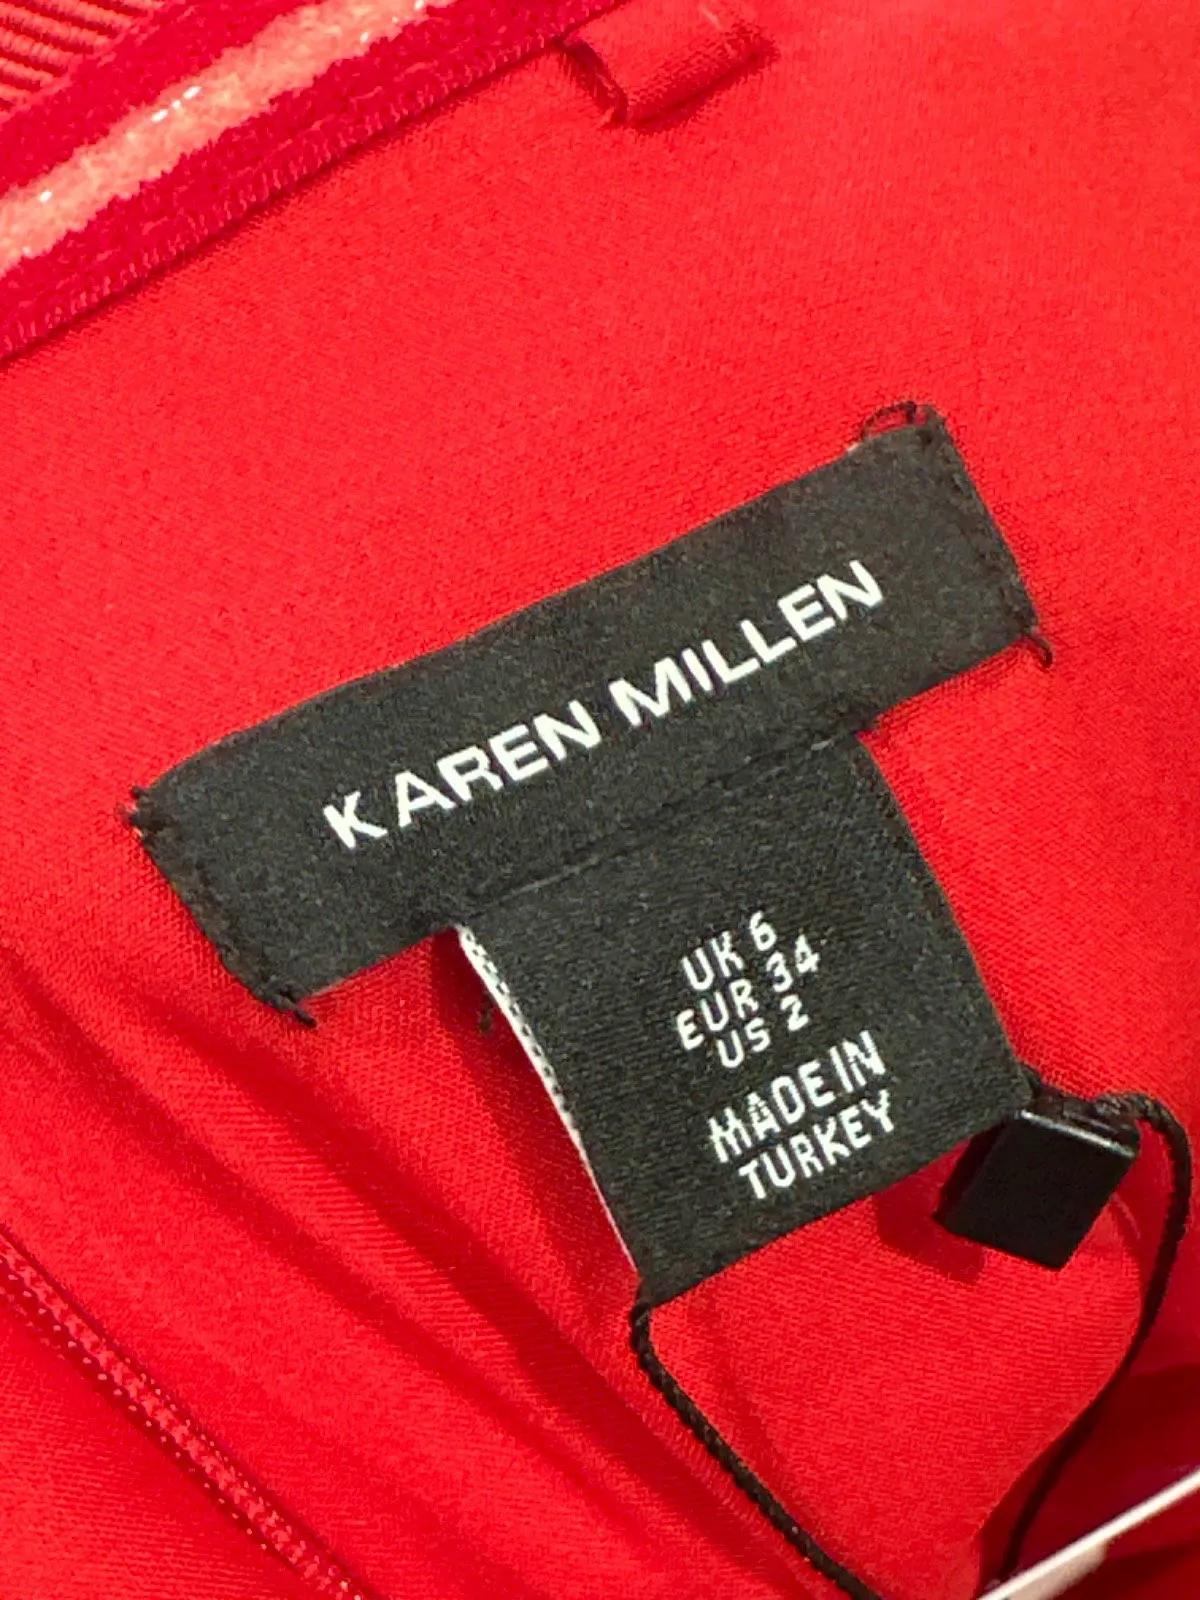 KAREN MILLEN
UK 6
EUR 34
US 2
MADE IN
TURKEY